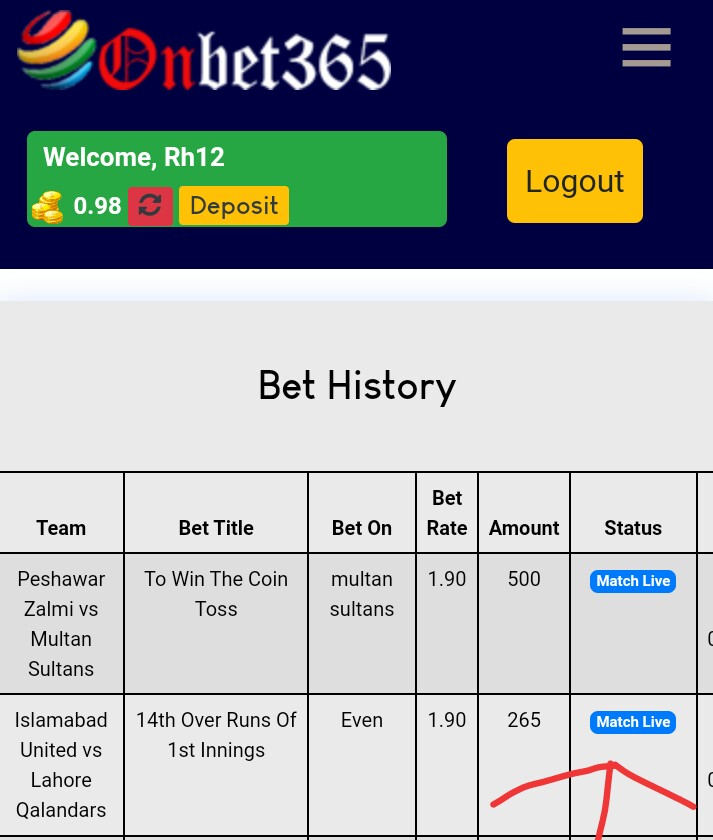 Onbet365
Welcome, Rh12
0.98 Deposit
Logout
Bet History
Team Bet Title Bet On Bet Rate Amount Status
Peshawar To Win The Coin multan 1.90 500 Match Live
Zalmi vs Toss sultans
Multan
Sultans
Islamabad 14th Over Runs Of Even 1.90 265 Match Live
United vs 1st Innings
Lahore
Qalandars